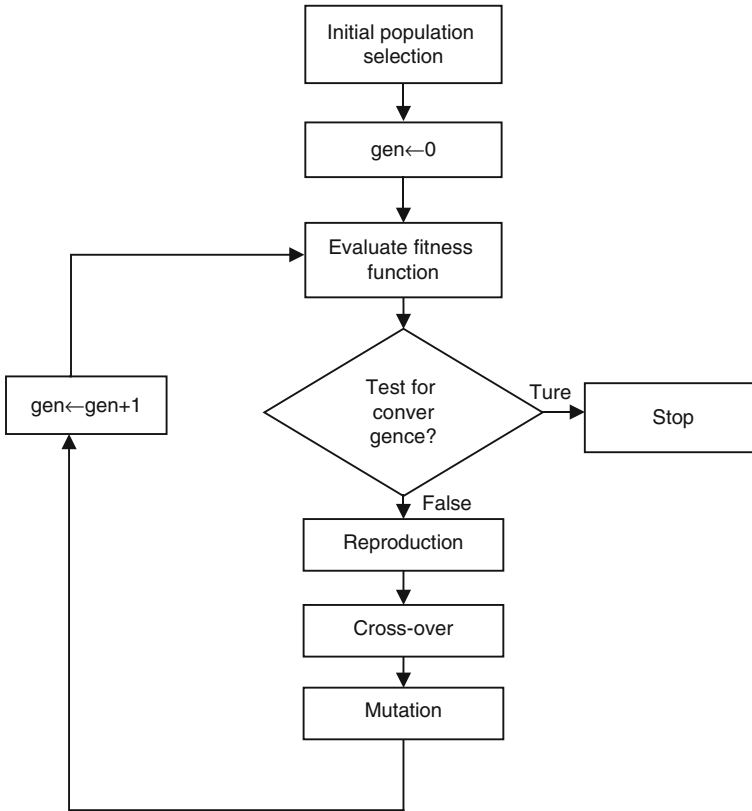 Initial population
selection
gen←0
Evaluate fitness
function
gen←gen+1
Test for
conver
gence?
Ture
Stop
False
Reproduction
Cross-over
Mutation